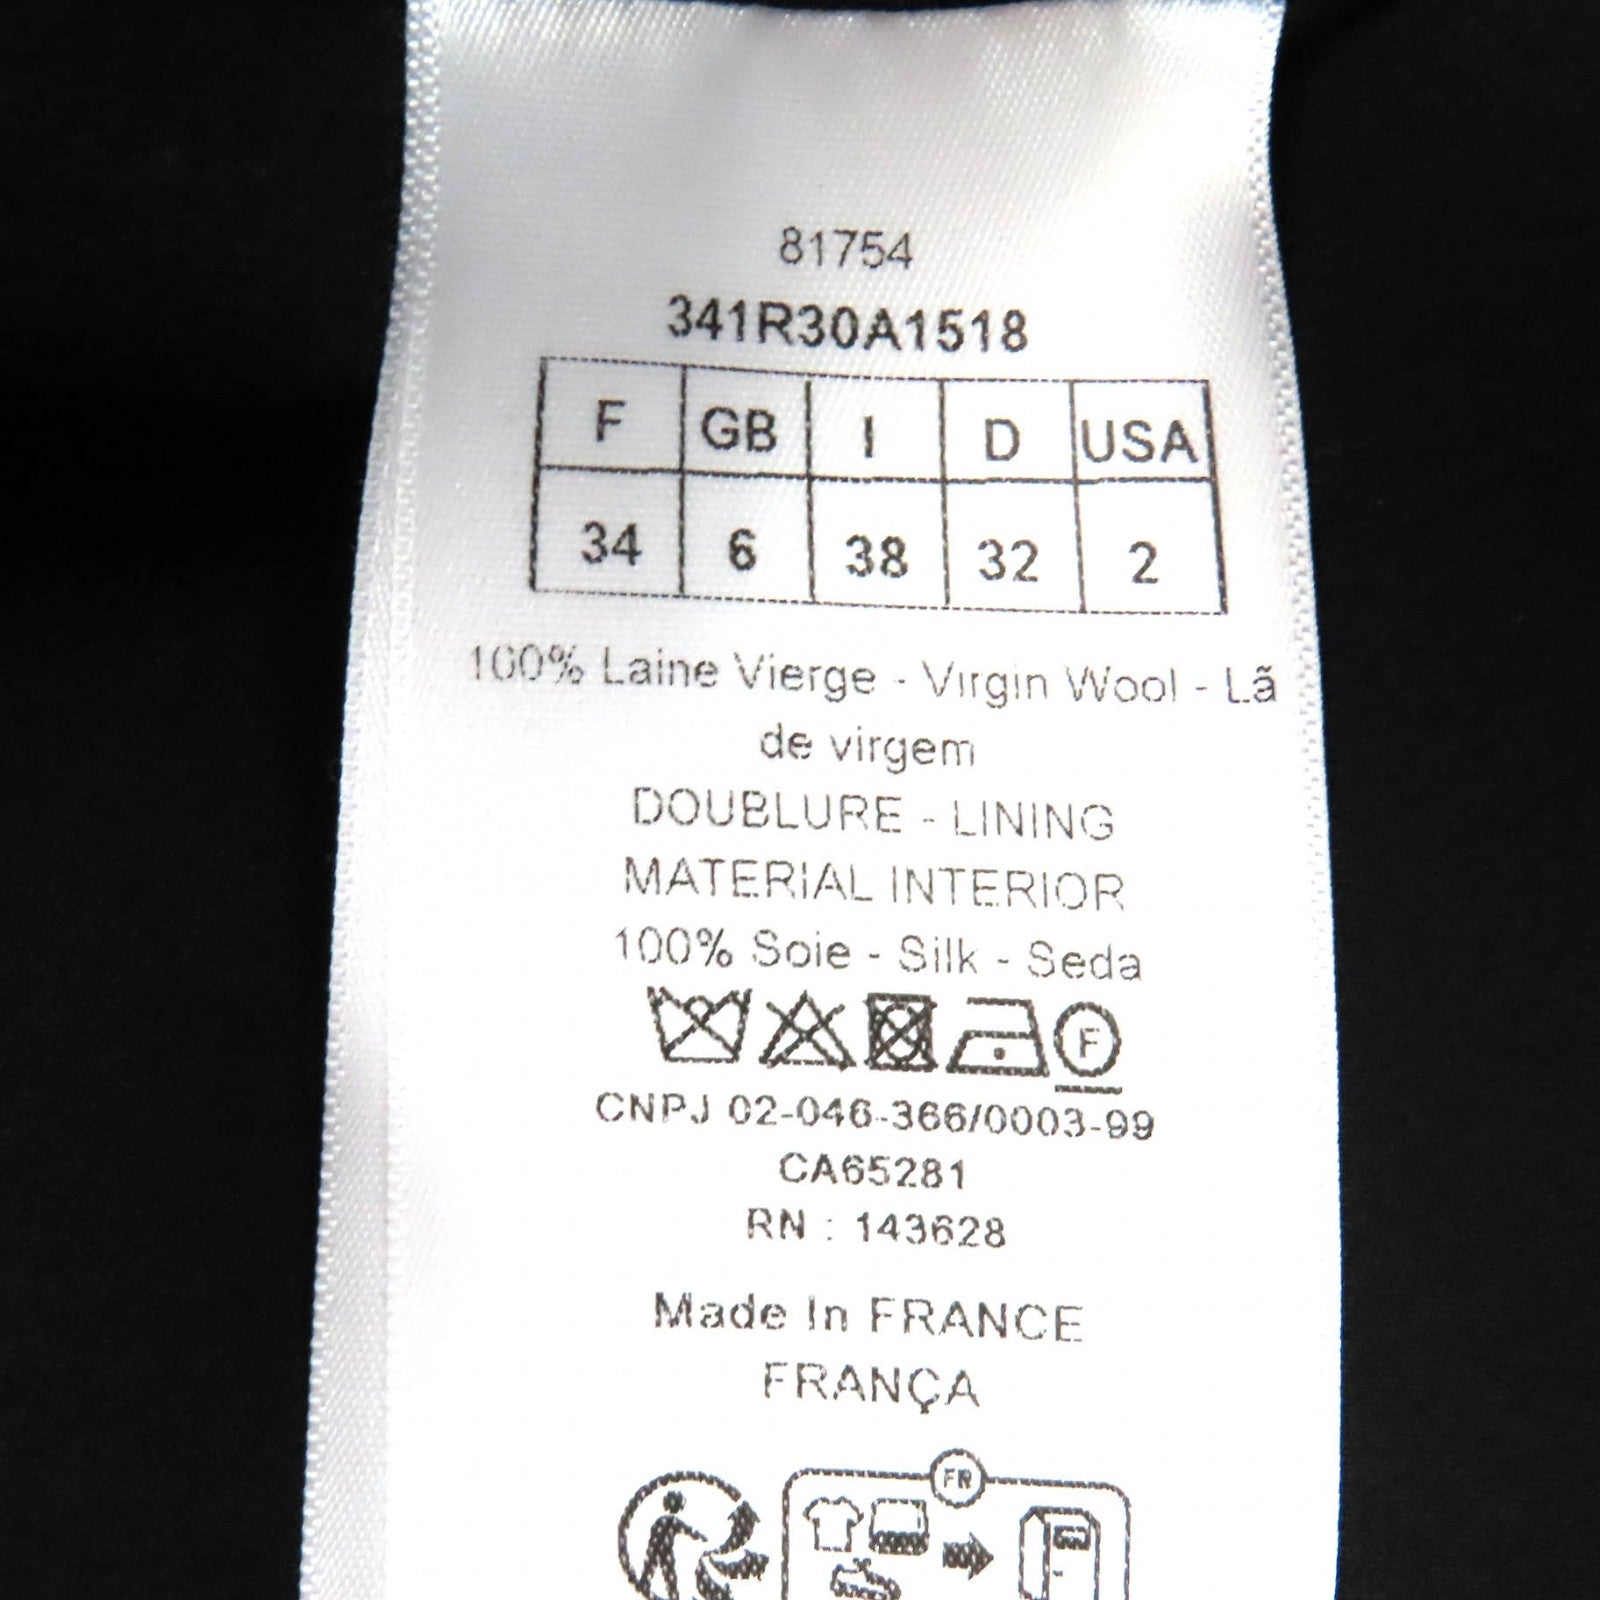 81754
341R30A1518
F GB I D USA
34 6 38 32 2
100% Laine Vierge - Virgin Wool - Lã
de virgem
DOUBLURE - LINING
MATERIAL INTERIOR
100% Soie - Silk - Seda
F
CNPJ 02-046-366/0003-99
CA65281
RN : 143628
Made In FRANCE
FRANÇA
FR